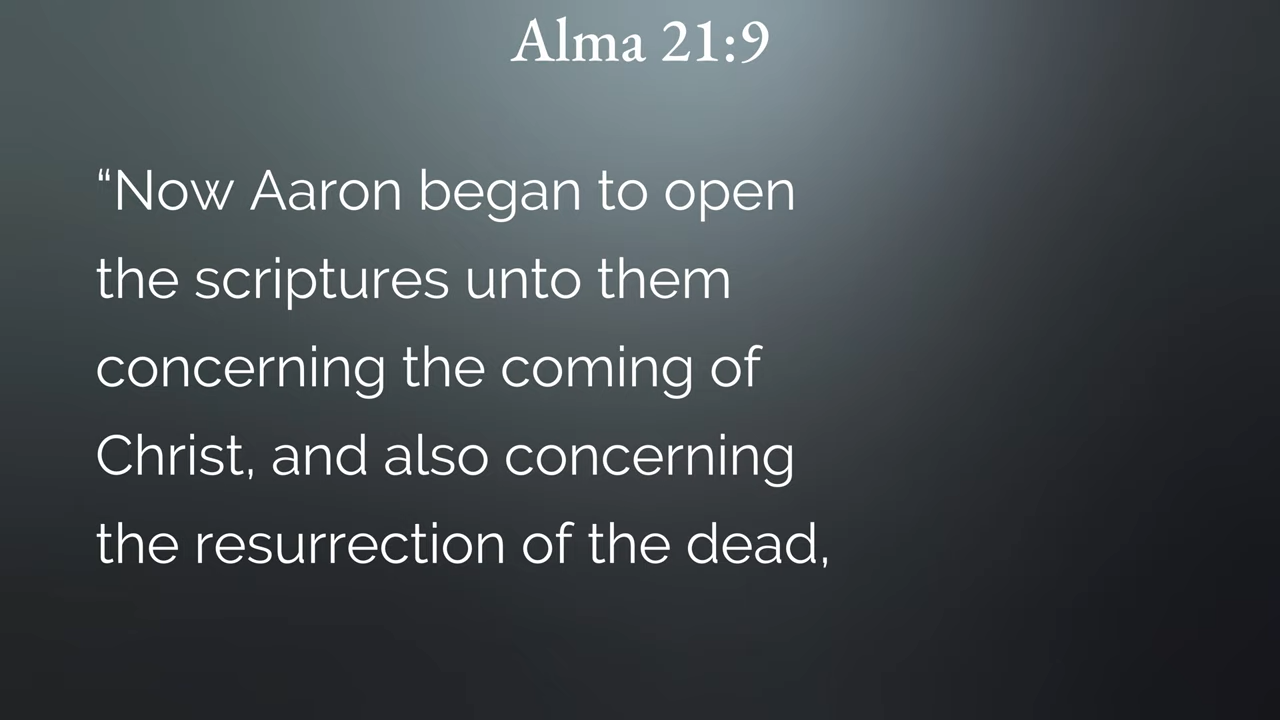 Alma 21:9
“Now Aaron began to open
the scriptures unto them
concerning the coming of
Christ, and also concerning
the resurrection of the dead,